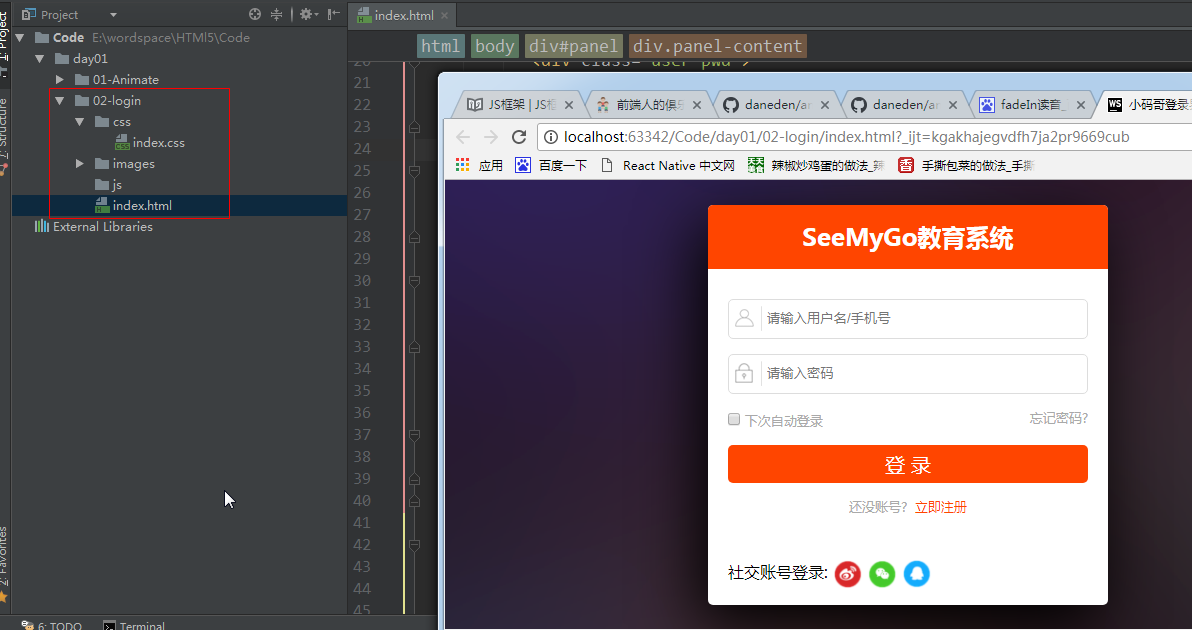 1: Project
Project
Code E:\wordspace\HTMl5\Code
day01
01-Animate
02-login
css
index.css
images
js
index.html
External Libraries
Z: Structure
2: Favorites
6: TODO
Terminal
index.html
html body div#panel div.panel-content
21
22
23
24
25
26
27
28
29
30
31
32
33
34
35
36
37
38
39
40
41
42
43
44
45
JS框架 | JS框
前端人的俱
daneden/an
daneden/an
fadeIn读音_
小码哥登录
localhost:63342/Code/day01/02-login/index.html?_ijt=kgakhajegvdfh7ja2pr9669cub
应用 百度一下 React Native 中文网 辣椒炒鸡蛋的做法_辣 手撕包菜的做法_手撕
SeeMyGo教育系统
请输入用户名/手机号
请输入密码
下次自动登录 忘记密码?
登 录
还没账号? 立即注册
社交账号登录: